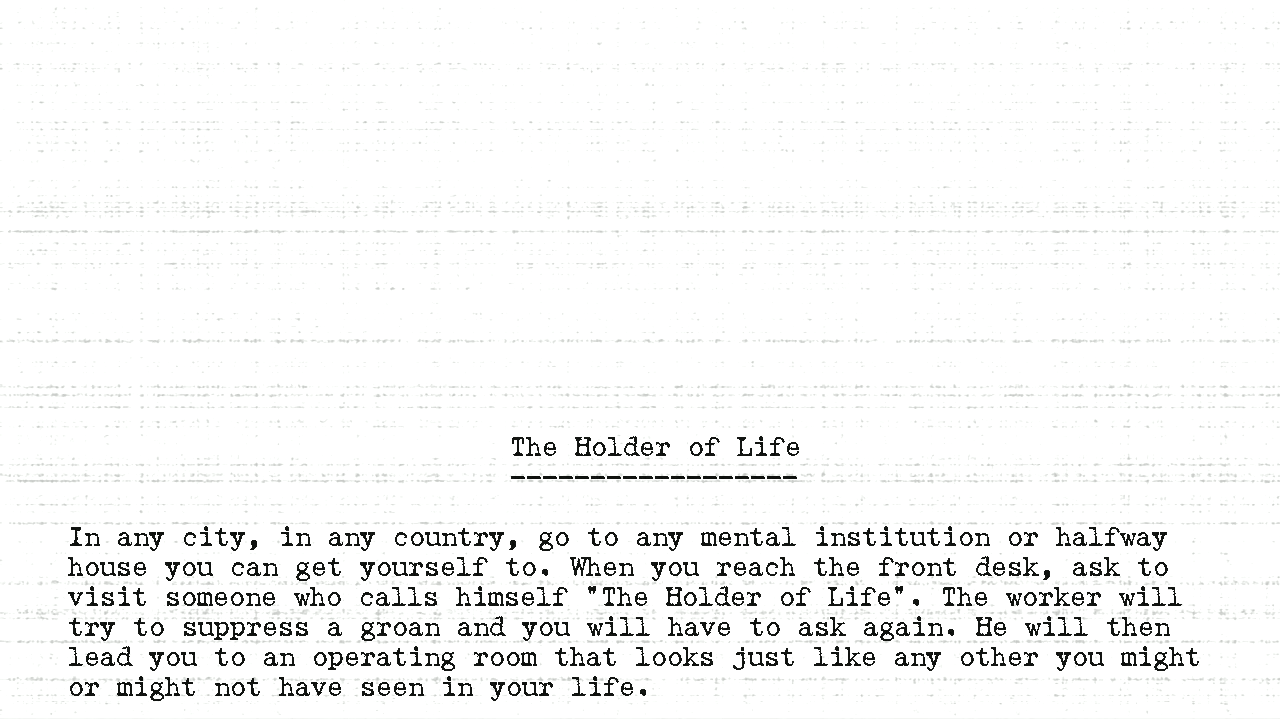 The Holder of Life
------------------
In any city, in any country, go to any mental institution or halfway
house you can get yourself to. When you reach the front desk, ask to
visit someone who calls himself "The Holder of Life". The worker will
try to suppress a groan and you will have to ask again. He will then
lead you to an operating room that looks just like any other you might
or might not have seen in your life.